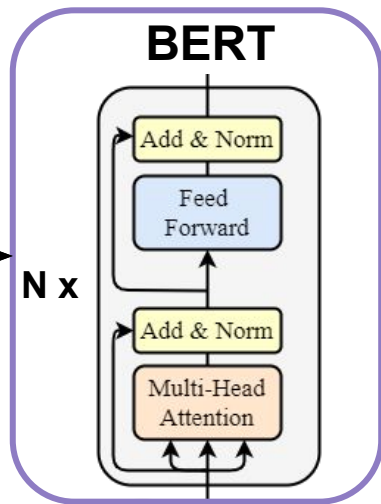 BERT
Add & Norm
Feed
Forward
N x
Add & Norm
Multi-Head
Attention